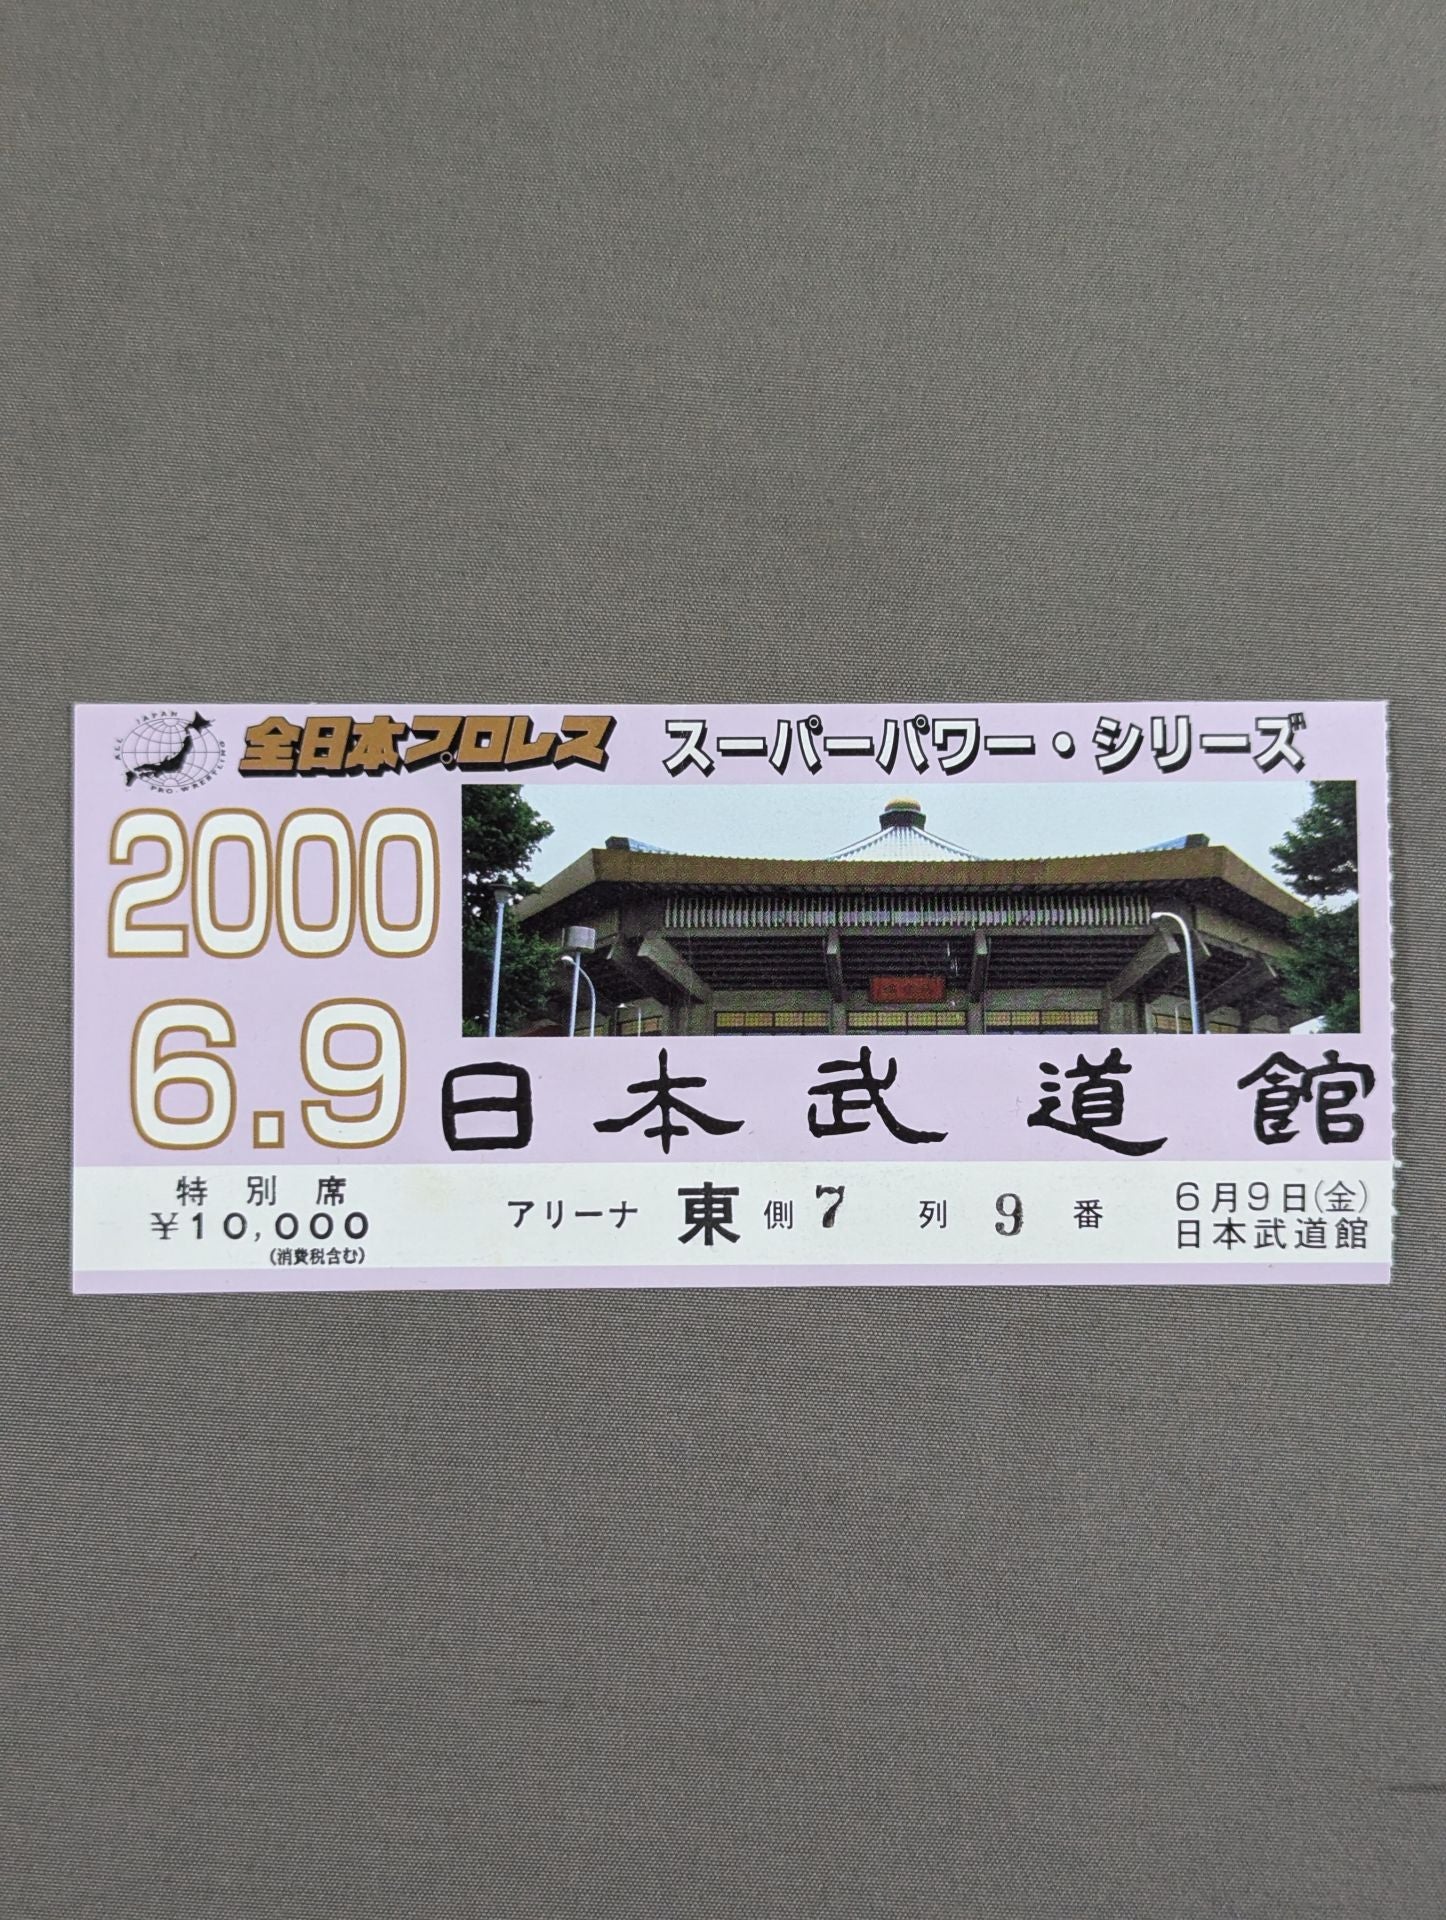 ALL JAPAN PRO-WRESTLING
全日本プロレス スーパーパワー・シリーズ
2000
6.9
日本武道館
特別席
¥10,000
(消費税含む)
アリーナ 東 側 7 列 9 番
6月9日(金)
日本武道館